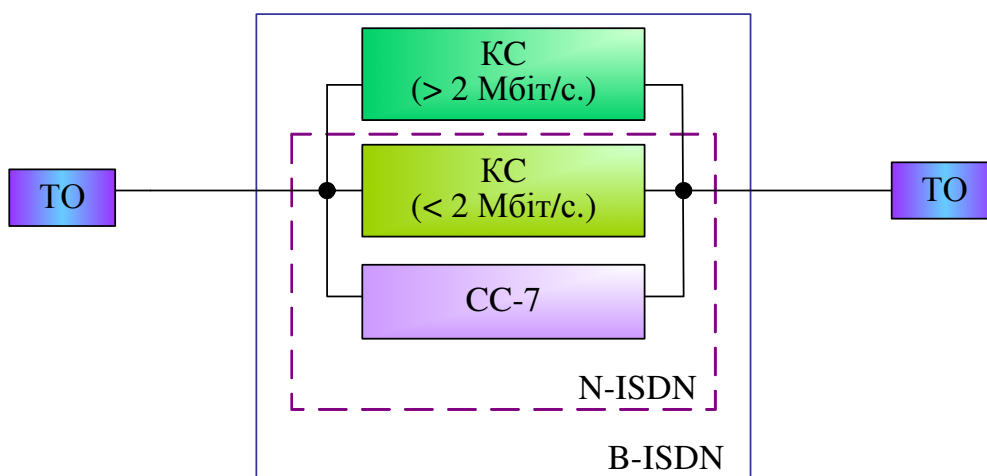 КС
(> 2 Мбіт/с.)
ТО
КС
(< 2 Мбіт/с.)
ТО
СС-7
N-ISDN
B-ISDN